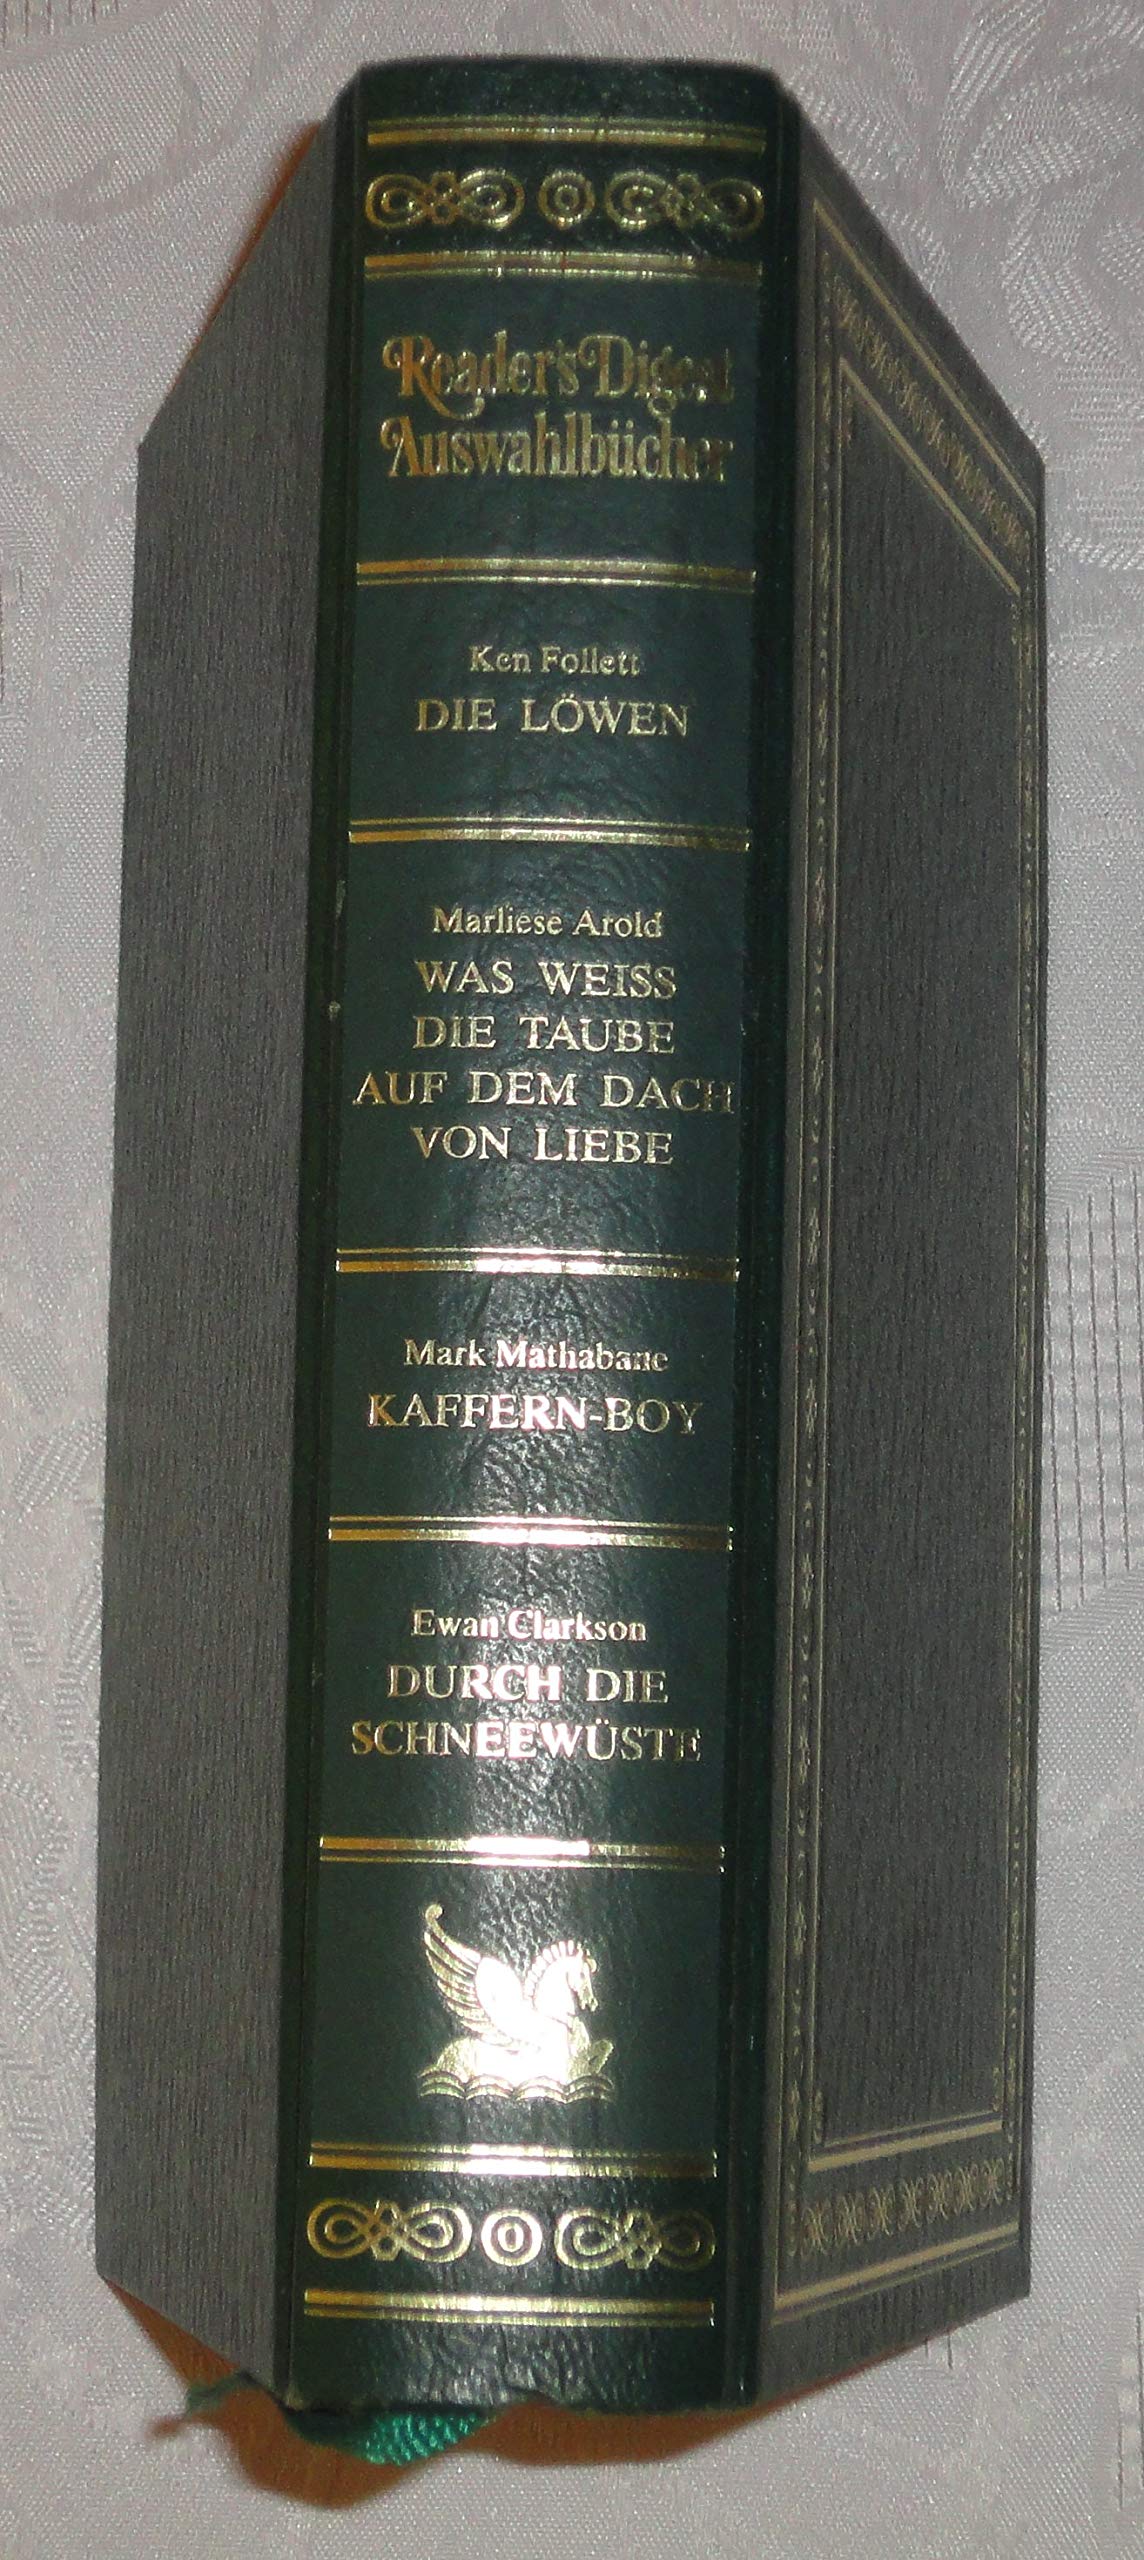 Reader's Digest
Auswahlbücher
Ken Follett
DIE LÖWEN
Marliese Arold
WAS WEISS
DIE TAUBE
AUF DEM DACH
VON LIEBE
Mark Mathabane
KAFFERN-BOY
Ewan Clarkson
DURCH DIE
SCHNEEWÜSTE